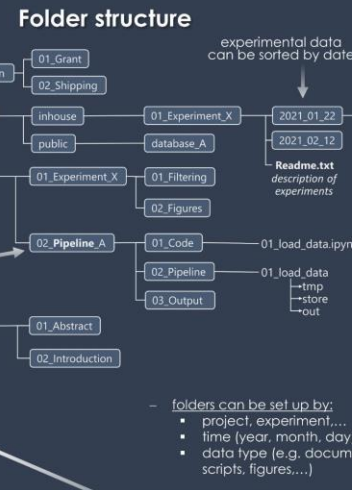 Folder structure
experimental data
can be sorted by date
01_Grant
02_Shipping
inhouse
01_Experiment_X
2021_01_22
public
database_A
2021_02_12
Readme.txt
description of
experiments
01_Experiment_X
01_Filtering
02_Figures
02_Pipeline_A
01_Code
01_load_data.ipyn
02_Pipeline
01_load_data
tmp
store
out
03_Output
01_Abstract
02_Introduction
– folders can be set up by:
▪ project, experiment,...
▪ time (year, month, day
▪ data type (e.g. docum
scripts, figures,...)